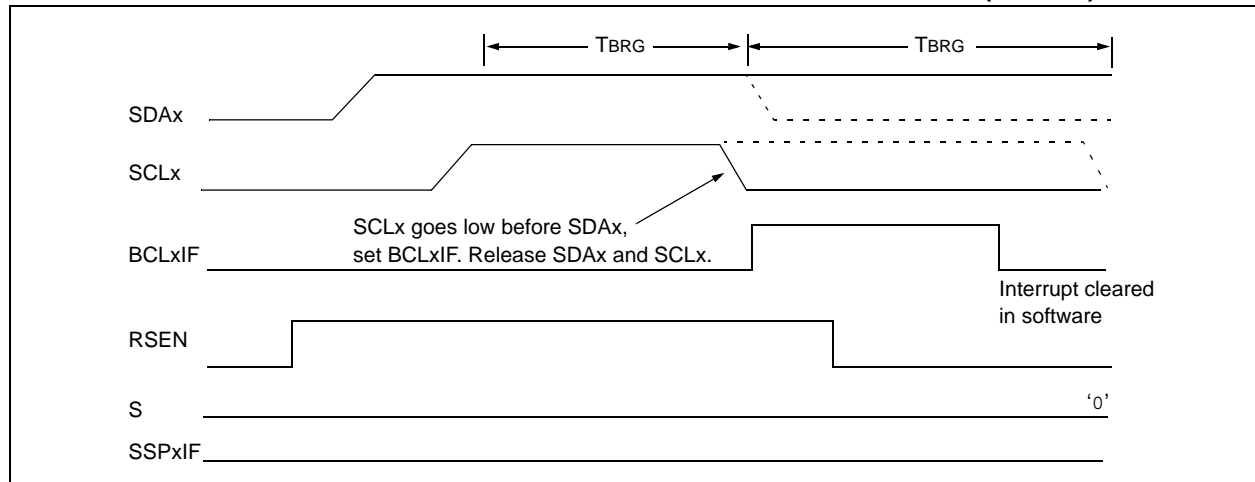 TBRG
TBRG
SDAx
SCLx
SCLx goes low before SDAx,
set BCLxIF. Release SDAx and SCLx.
BCLxIF
Interrupt cleared
in software
RSEN
S
‘0’
SSPxIF